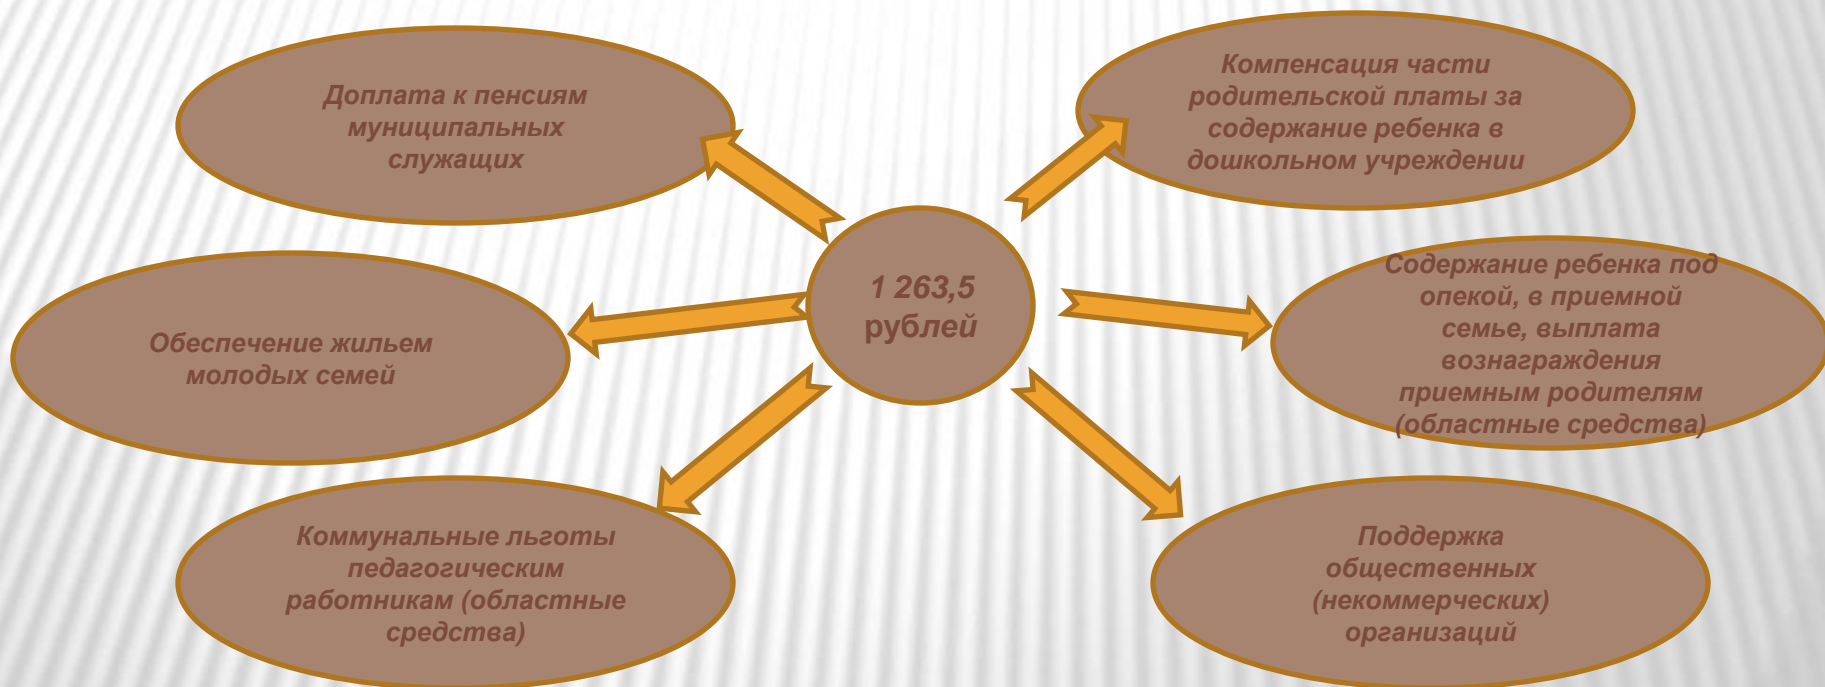 Доплата к пенсиям
муниципальных
служащих
Компенсация части
родительской платы за
содержание ребенка в
дошкольном учреждении
Обеспечение жильем
молодых семей
1 263,5
рублей
Содержание ребенка под
опекой, в приемной
семье, выплата
вознаграждения
приемным родителям
(областные средства)
Коммунальные льготы
педагогическим
работникам (областные
средства)
Поддержка
общественных
(некоммерческих)
организаций